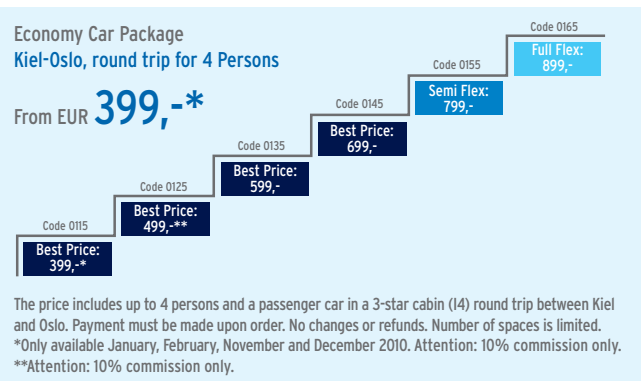 Economy Car Package
Kiel-Oslo, round trip for 4 Persons
From EUR 399,-*
Code 0115
Best Price:
399,-*
Code 0125
Best Price:
499,-**
Code 0135
Best Price:
599,-
Code 0145
Best Price:
699,-
Code 0155
Semi Flex:
799,-
Code 0165
Full Flex:
899,-
The price includes up to 4 persons and a passenger car in a 3-star cabin (I4) round trip between Kiel
and Oslo. Payment must be made upon order. No changes or refunds. Number of spaces is limited.
*Only available January, February, November and December 2010. Attention: 10% commission only.
**Attention: 10% commission only.